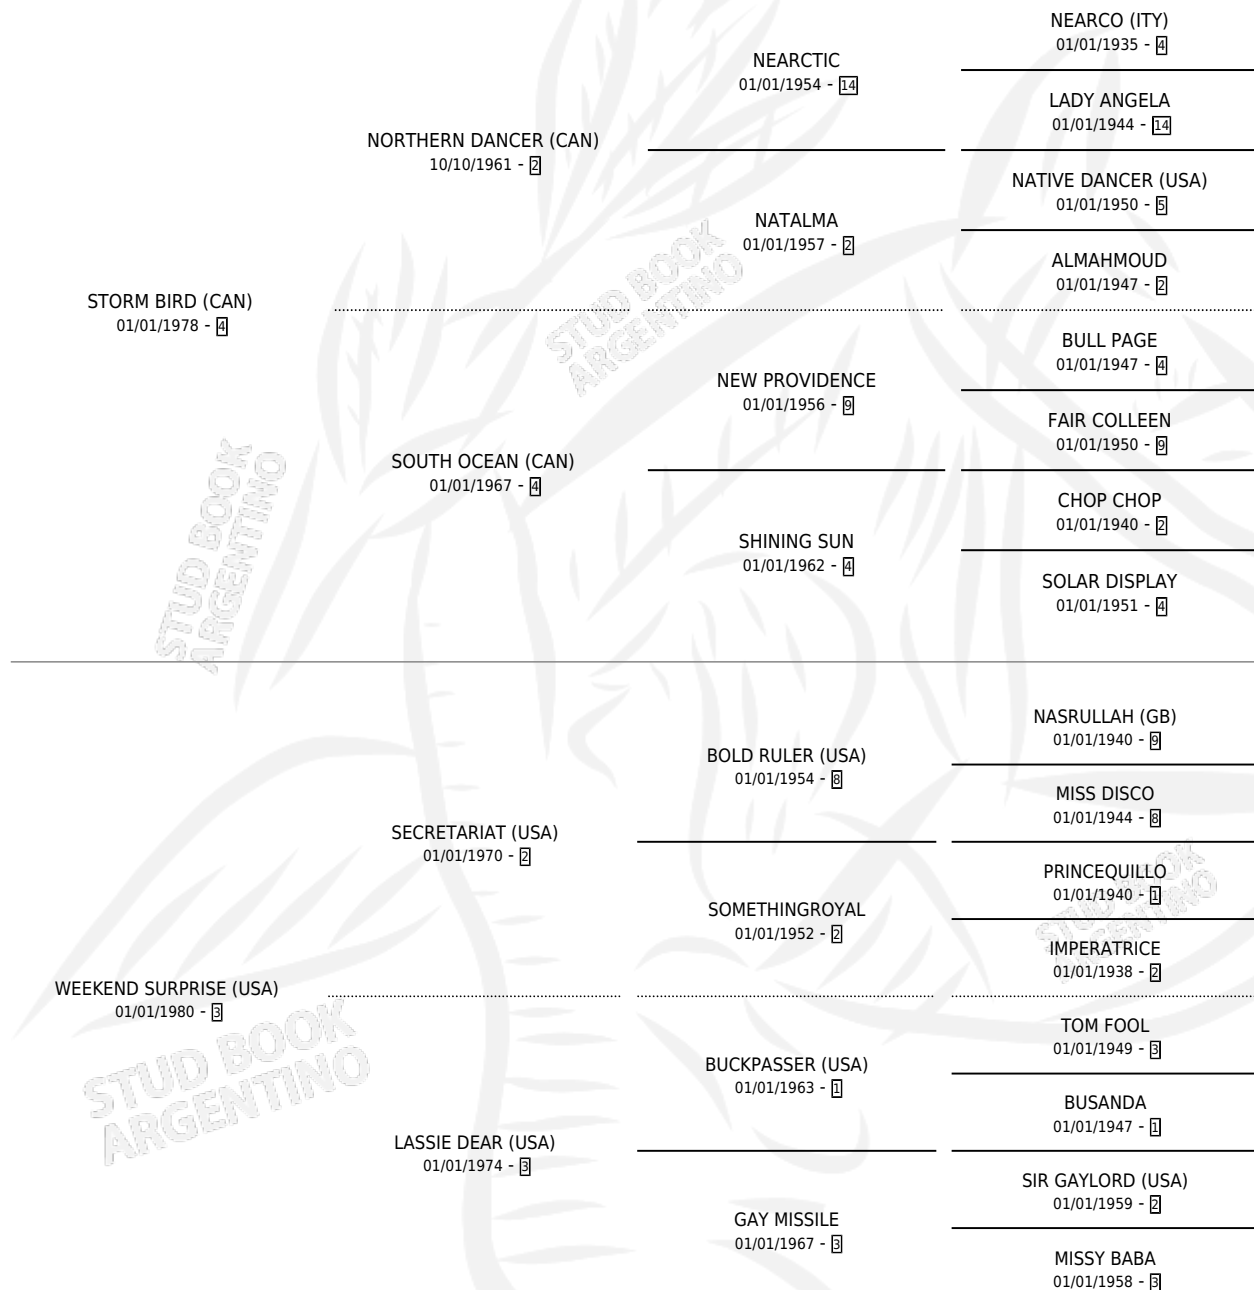 NEARCO (ITY)
01/01/1935 - 4
NEARCTIC
01/01/1954 - 14
LADY ANGELA
01/01/1944 - 14
NORTHERN DANCER (CAN)
10/10/1961 - 2
NATIVE DANCER (USA)
01/01/1950 - 5
NATALMA
01/01/1957 - 2
ALMAHMOUD
01/01/1947 - 2
STORM BIRD (CAN)
01/01/1978 - 4
STUD BOOK
ARGENTINO
BULL PAGE
01/01/1947 - 4
NEW PROVIDENCE
01/01/1956 - 9
FAIR COLLEEN
01/01/1950 - 9
SOUTH OCEAN (CAN)
01/01/1967 - 4
CHOP CHOP
01/01/1940 - 2
SHINING SUN
01/01/1962 - 4
SOLAR DISPLAY
01/01/1951 - 4
STUD BOOK
ARGENTINO
NASRULLAH (GB)
01/01/1940 - 9
BOLD RULER (USA)
01/01/1954 - 8
MISS DISCO
01/01/1944 - 8
SECRETARIAT (USA)
01/01/1970 - 2
PRINCEQUILLO
01/01/1940 - 1
SOMETHINGROYAL
01/01/1952 - 2
IMPERATRICE
01/01/1938 - 2
STUD BOOK
ARGENTINO
WEEKEND SURPRISE (USA)
01/01/1980 - 3
STUD BOOK
ARGENTINO
TOM FOOL
01/01/1949 - 3
BUCKPASSER (USA)
01/01/1963 - 1
BUSANDA
01/01/1947 - 1
LASSIE DEAR (USA)
01/01/1974 - 3
SIR GAYLORD (USA)
01/01/1959 - 2
GAY MISSILE
01/01/1967 - 3
MISSY BABA
01/01/1958 - 3